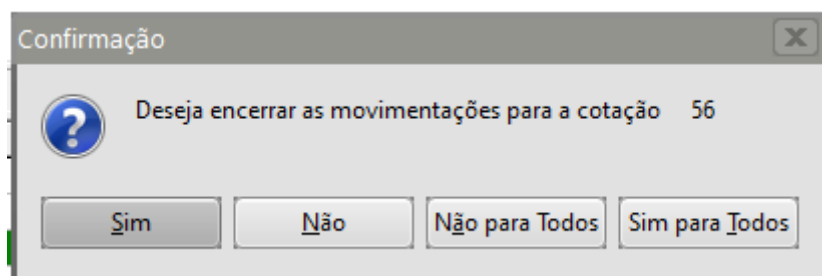 Confirmação
Deseja encerrar as movimentações para a cotação 56
Sim
Não
Não para Todos
Sim para Todos